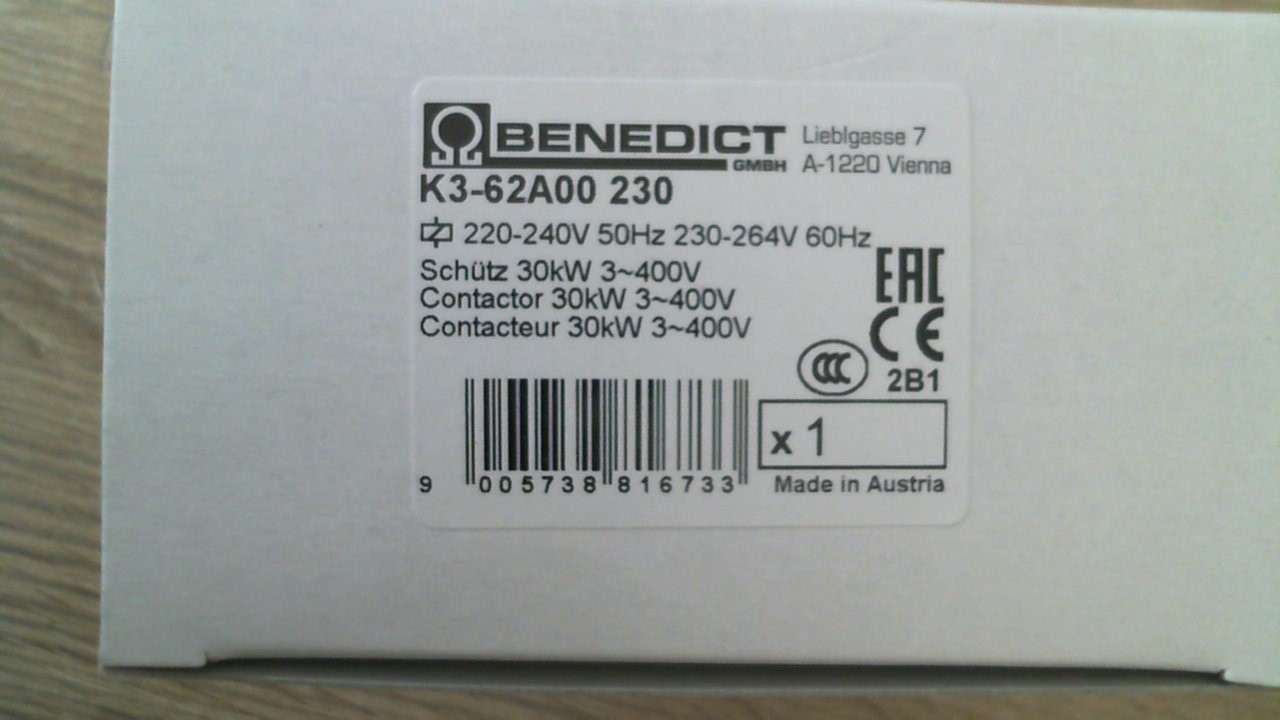 BENEDICT
GMBH
Lieblgasse 7
A-1220 Vienna
K3-62A00 230
220-240V 50Hz 230-264V 60Hz
Schütz 30kW 3~400V
Contactor 30kW 3~400V
Contacteur 30kW 3~400V
EAC
CE
CCC
2B1
x 1
9 005738 816733
Made in Austria